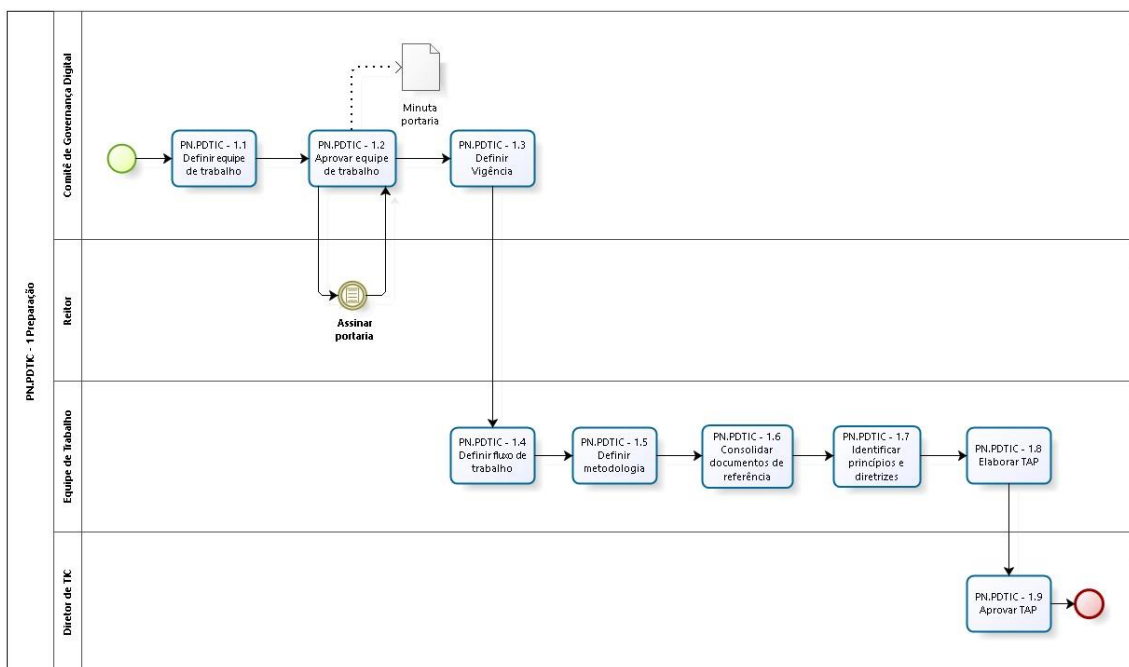 PN.PDTIC - 1 Preparação
Comitê de Governança Digital
Minuta
portaria
PN.PDTIC - 1.1
Definir equipe
de trabalho
PN.PDTIC - 1.2
Aprovar equipe
de trabalho
PN.PDTIC - 1.3
Definir
Vigência
Reitor
Assinar
portaria
Equipe de Trabalho
PN.PDTIC - 1.4
Definir fluxo de
trabalho
PN.PDTIC - 1.5
Definir
metodologia
PN.PDTIC - 1.6
Consolidar
documentos de
referência
PN.PDTIC - 1.7
Identificar
princípios e
diretrizes
PN.PDTIC - 1.8
Elaborar TAP
Diretor de TIC
PN.PDTIC - 1.9
Aprovar TAP